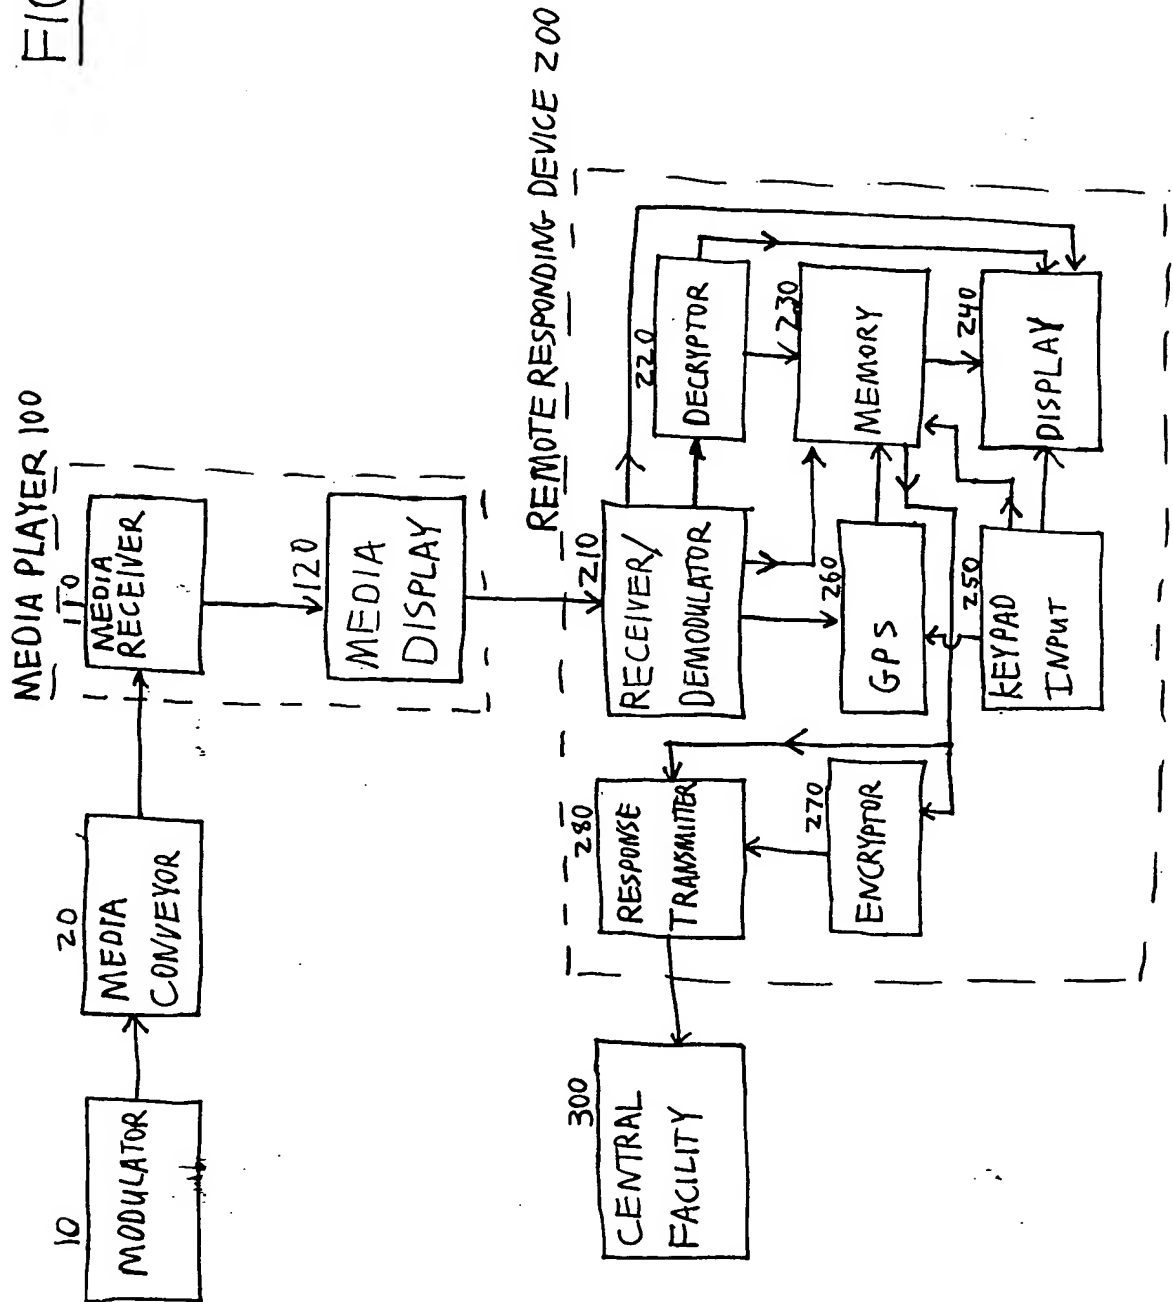 FIG
MEDIA PLAYER 100
10
MODULATOR
20
MEDIA
CONVEYOR
110
MEDIA
RECEIVER
120
MEDIA
DISPLAY
REMOTE RESPONDING DEVICE 200
300
CENTRAL
FACILITY
280
RESPONSE
TRANSMITTER
210
RECEIVER/
DEMODULATOR
220
DECRYPTOR
270
ENCRYPTOR
260
GPS
230
MEMORY
250
KEYPAD
INPUT
240
DISPLAY